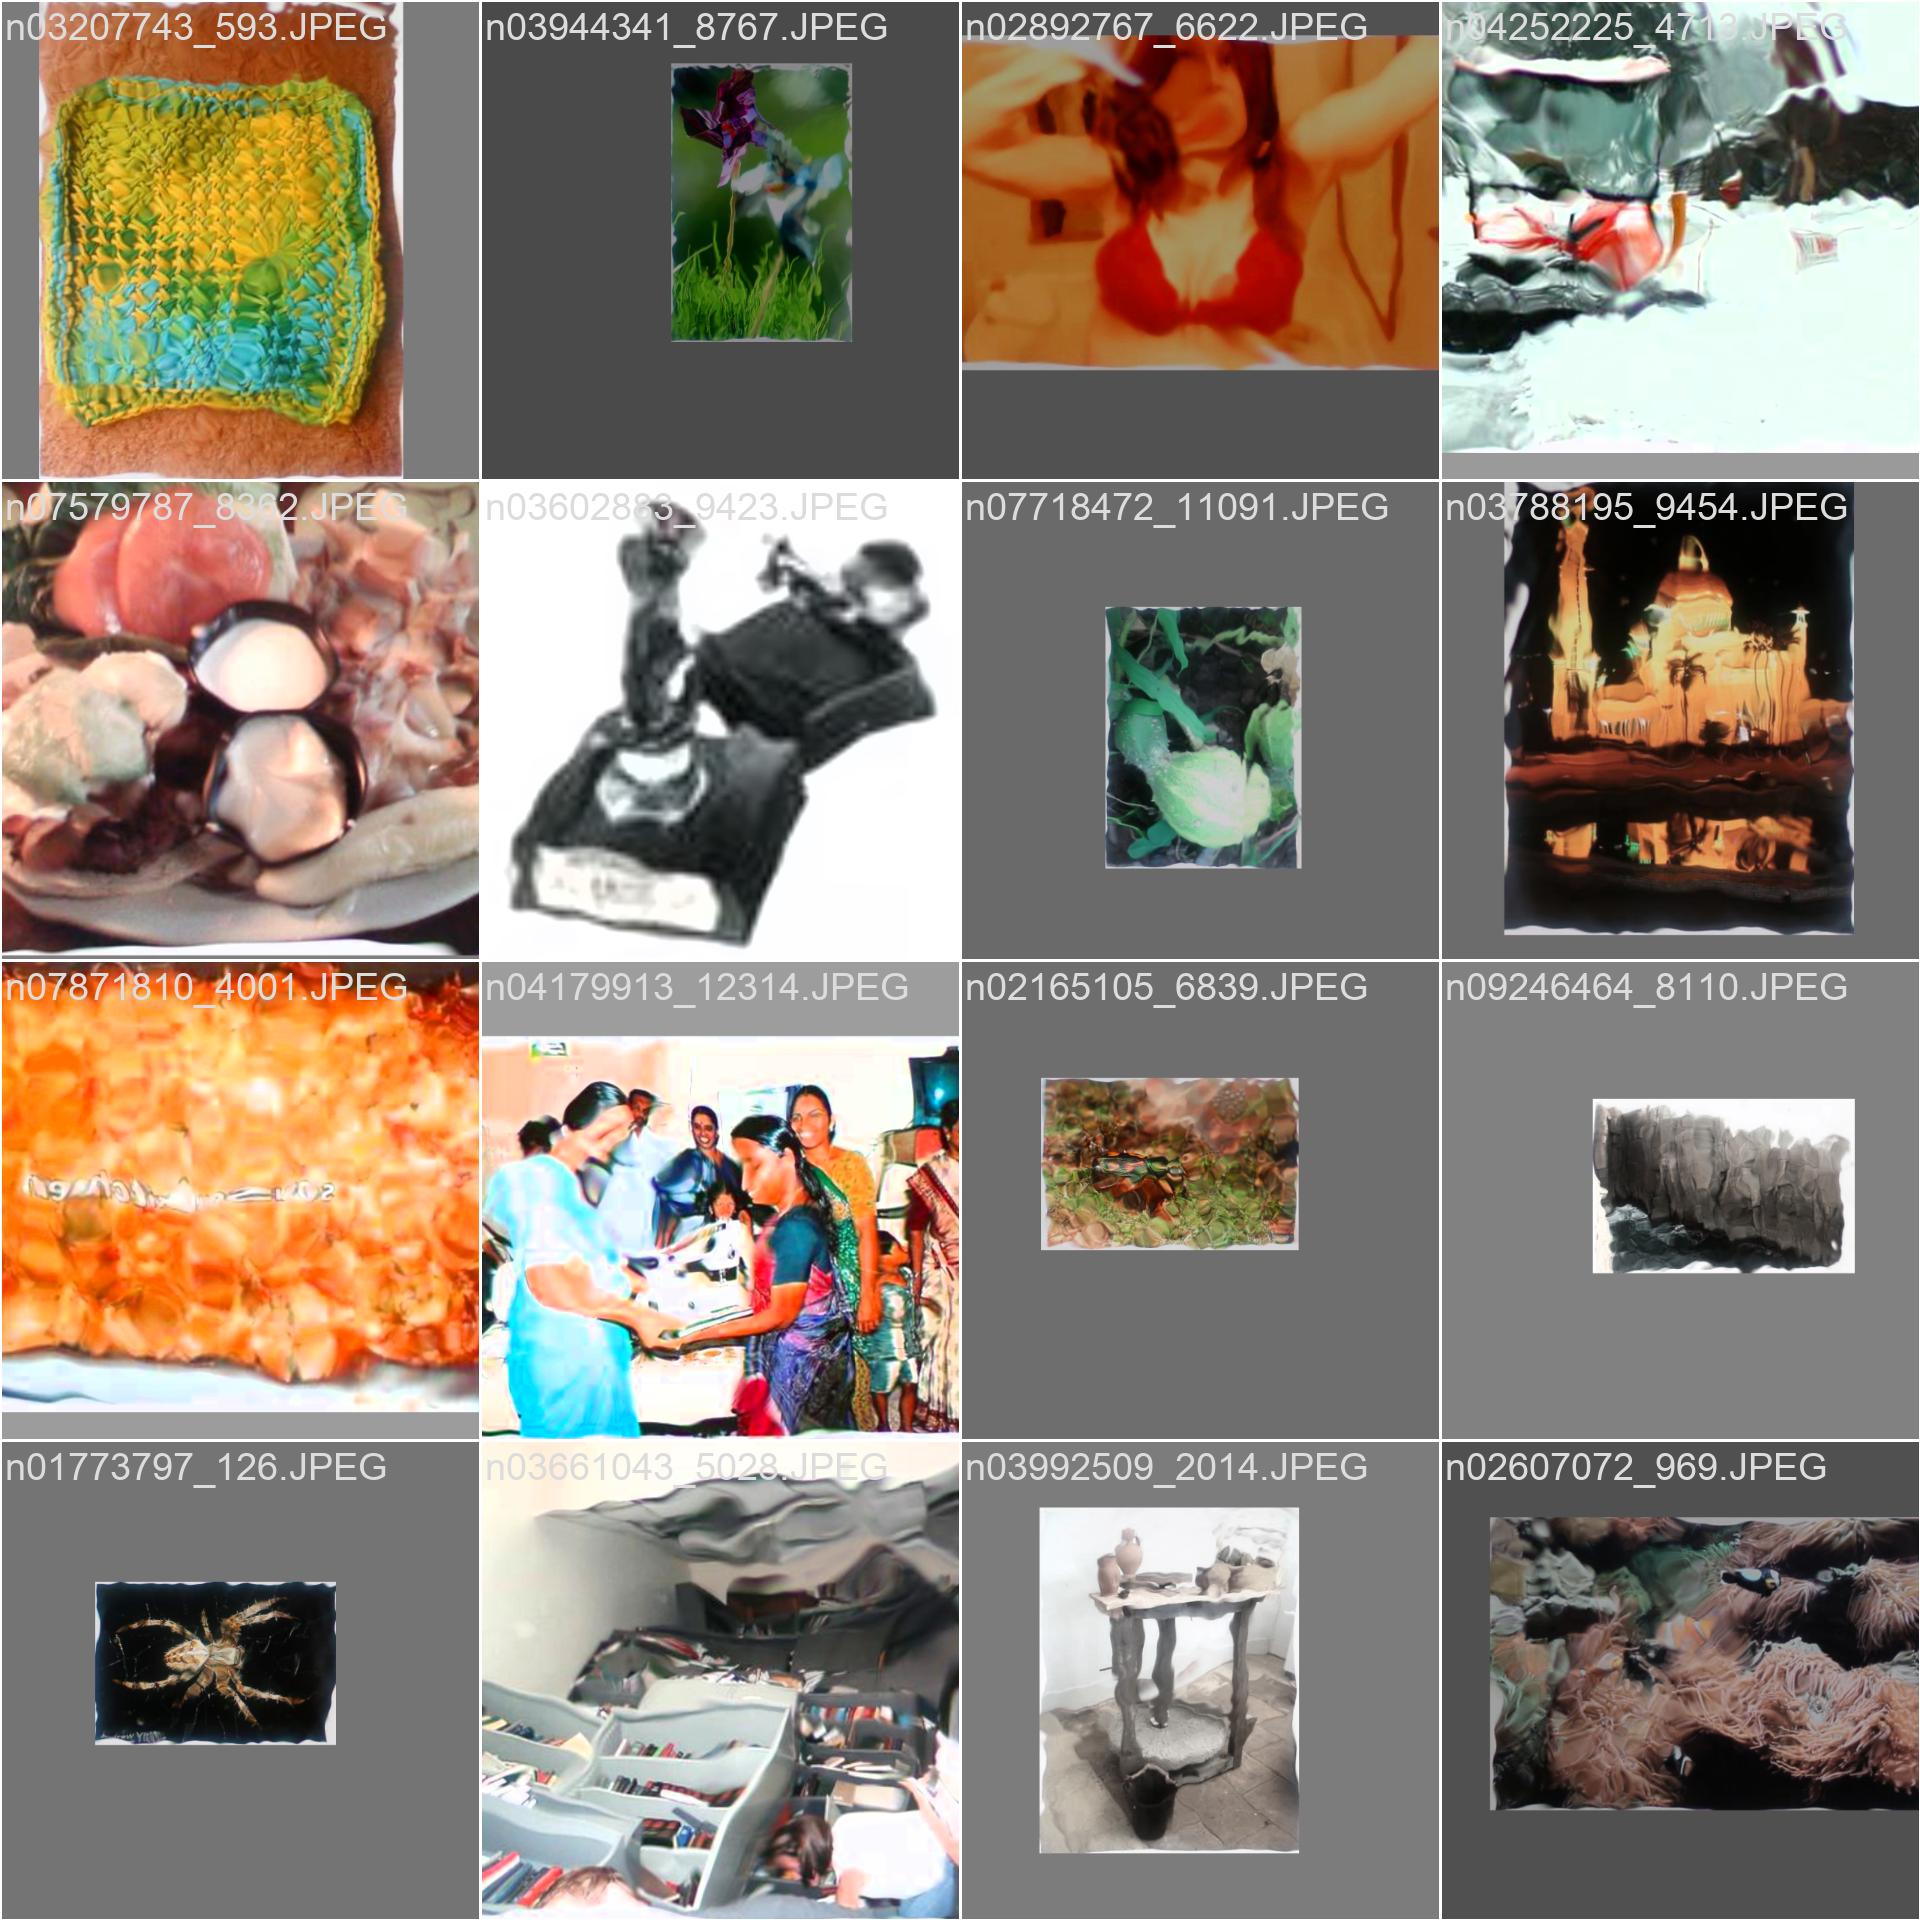 n03207743_593.JPEG
n03944341_8767.JPEG
n02892767_6622.JPEG
n04252225_4713.JPEG
n07579787_8362.JPEG
n03602883_9423.JPEG
n07718472_11091.JPEG
n03788195_9454.JPEG
n07871810_4001.JPEG
n04179913_12314.JPEG
n02165105_6839.JPEG
n09246464_8110.JPEG
n01773797_126.JPEG
n03661043_5028.JPEG
n03992509_2014.JPEG
n02607072_969.JPEG